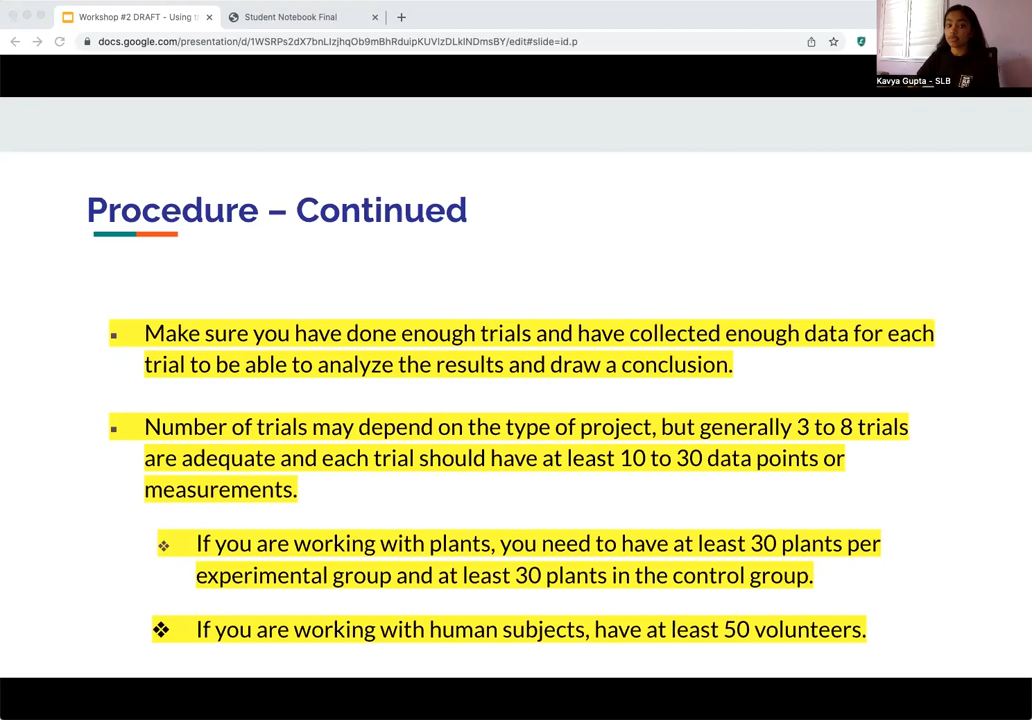 Workshop #2 DRAFT - Using t
Student Notebook Final
docs.google.com/presentation/d/1WSRPs2dX7bnLIzjhqOb9mBhRduipKUVlzDLklNDmsBY/edit#slide=id.p
Kavya Gupta - SLB
Procedure – Continued
▪ Make sure you have done enough trials and have collected enough data for each
trial to be able to analyze the results and draw a conclusion.
▪ Number of trials may depend on the type of project, but generally 3 to 8 trials
are adequate and each trial should have at least 10 to 30 data points or
measurements.
❖ If you are working with plants, you need to have at least 30 plants per
experimental group and at least 30 plants in the control group.
❖ If you are working with human subjects, have at least 50 volunteers.